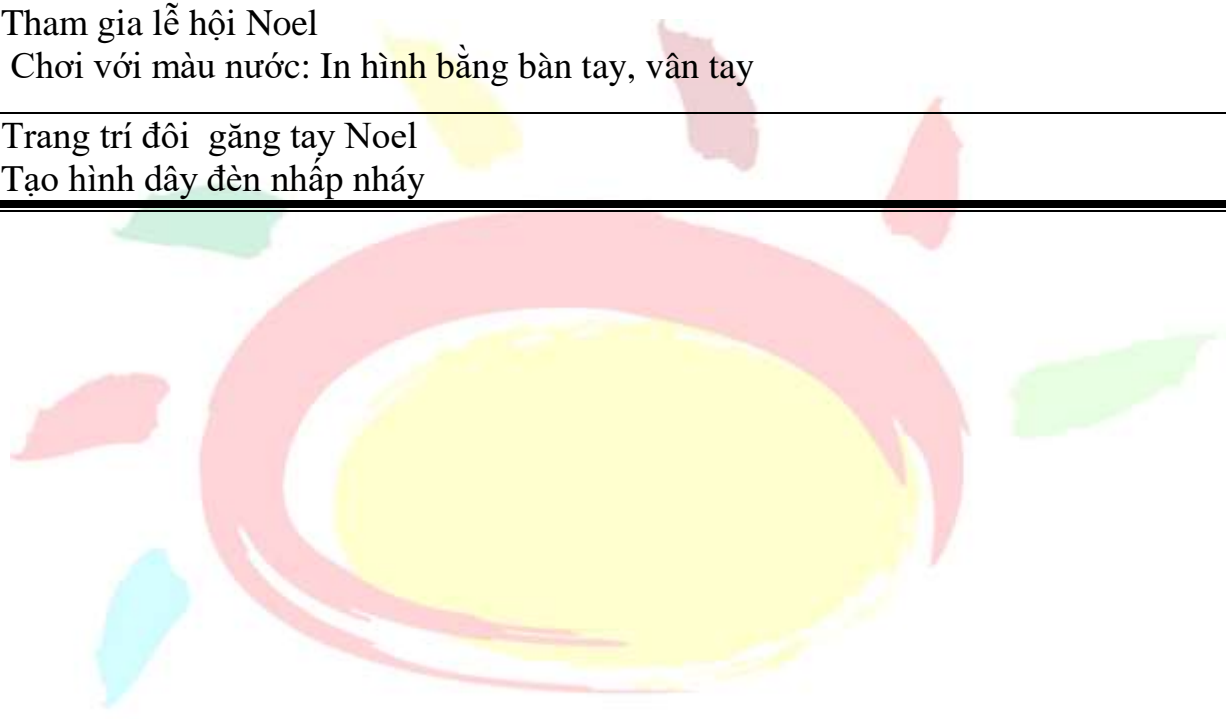 Tham gia lễ hội Noel
Chơi với màu nước: In hình bằng bàn tay, vân tay
Trang trí đôi găng tay Noel
Tạo hình dây đèn nhấp nháy